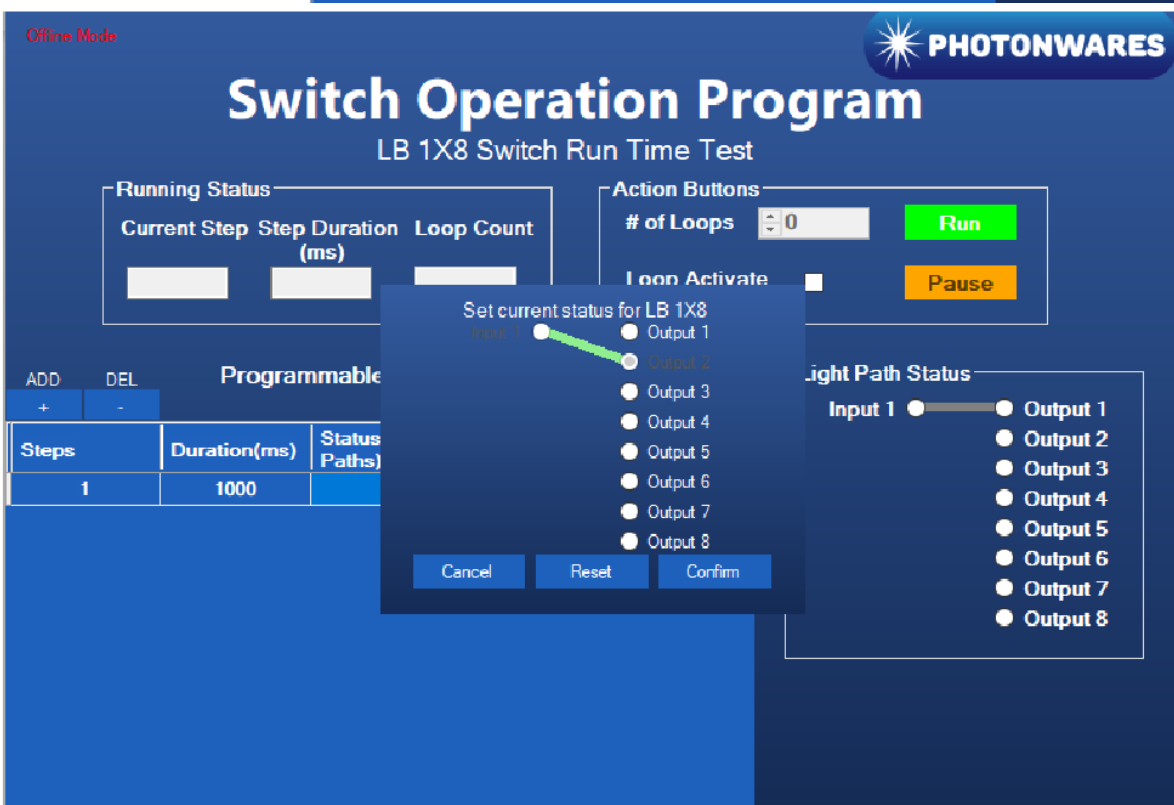 Offline Mode
PHOTONWARES
Switch Operation Program
LB 1X8 Switch Run Time Test
Running Status
Current Step Step Duration (ms) Loop Count
Action Buttons
# of Loops 0 Run
Loop Activate Pause
Set current status for LB 1X8
Input 1 Output 1
Output 2
Output 3
Output 4
Output 5
Output 6
Output 7
Output 8
Cancel Reset Confirm
ADD DEL
+ -
Programmable
Steps Duration(ms) Status
Paths)
1 1000
Light Path Status
Input 1 Output 1
Output 2
Output 3
Output 4
Output 5
Output 6
Output 7
Output 8